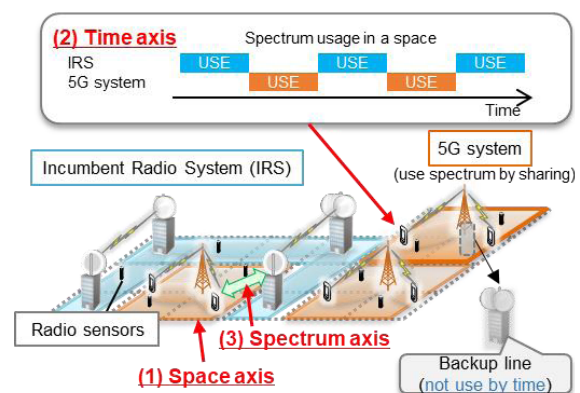 (2) Time axis
Spectrum usage in a space
IRS
USE
USE
USE
5G system
USE
USE
Time
5G system
(use spectrum by sharing)
Incumbent Radio System (IRS)
Radio sensors
(3) Spectrum axis
(1) Space axis
Backup line
(not use by time)